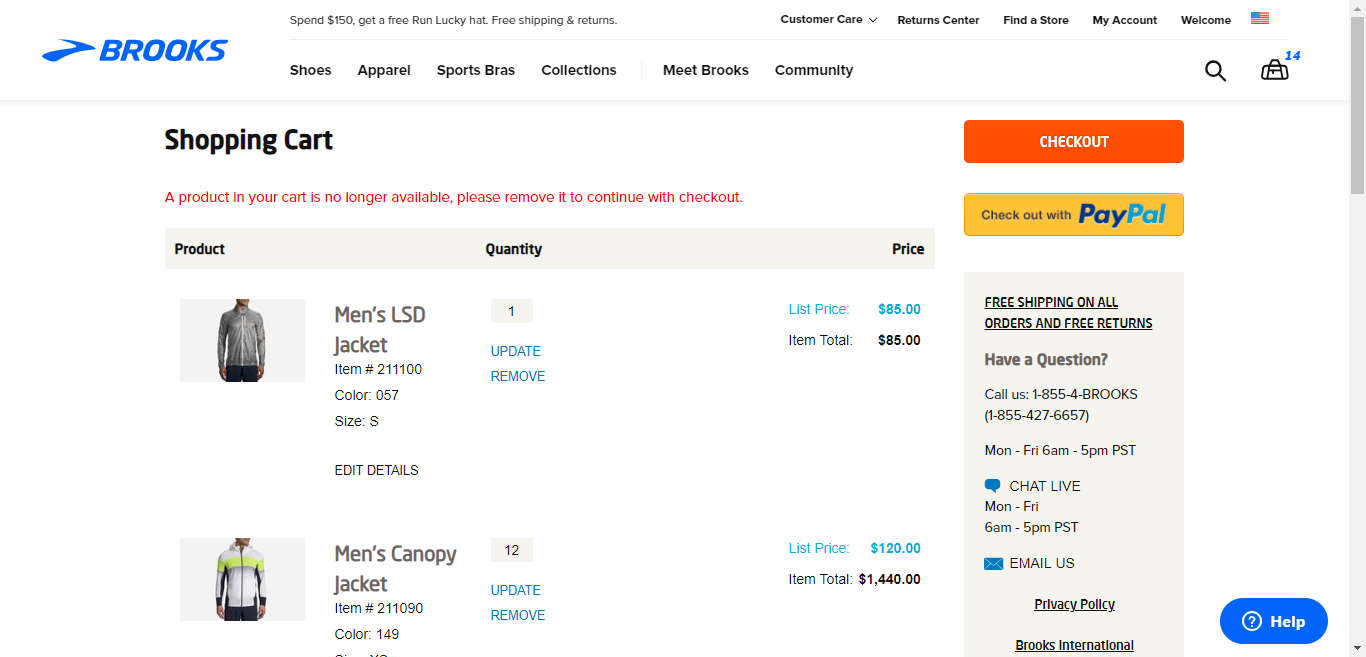 Spend $150, get a free Run Lucky hat. Free shipping & returns.
Customer Care Returns Center Find a Store My Account Welcome
BROOKS
Shoes Apparel Sports Bras Collections Meet Brooks Community
14
Shopping Cart
CHECKOUT
A product in your cart is no longer available, please remove it to continue with checkout.
Check out with PayPal
Product Quantity Price
Men's LSD
Jacket
Item # 211100
Color: 057
Size: S
EDIT DETAILS
1
UPDATE
REMOVE
List Price: $85.00
Item Total: $85.00
Men's Canopy
Jacket
Item # 211090
Color: 149
12
UPDATE
REMOVE
List Price: $120.00
Item Total: $1,440.00
FREE SHIPPING ON ALL
ORDERS AND FREE RETURNS
Have a Question?
Call us: 1-855-4-BROOKS
(1-855-427-6657)
Mon - Fri 6am - 5pm PST
CHAT LIVE
Mon - Fri
6am - 5pm PST
EMAIL US
Privacy Policy
Brooks International
Help